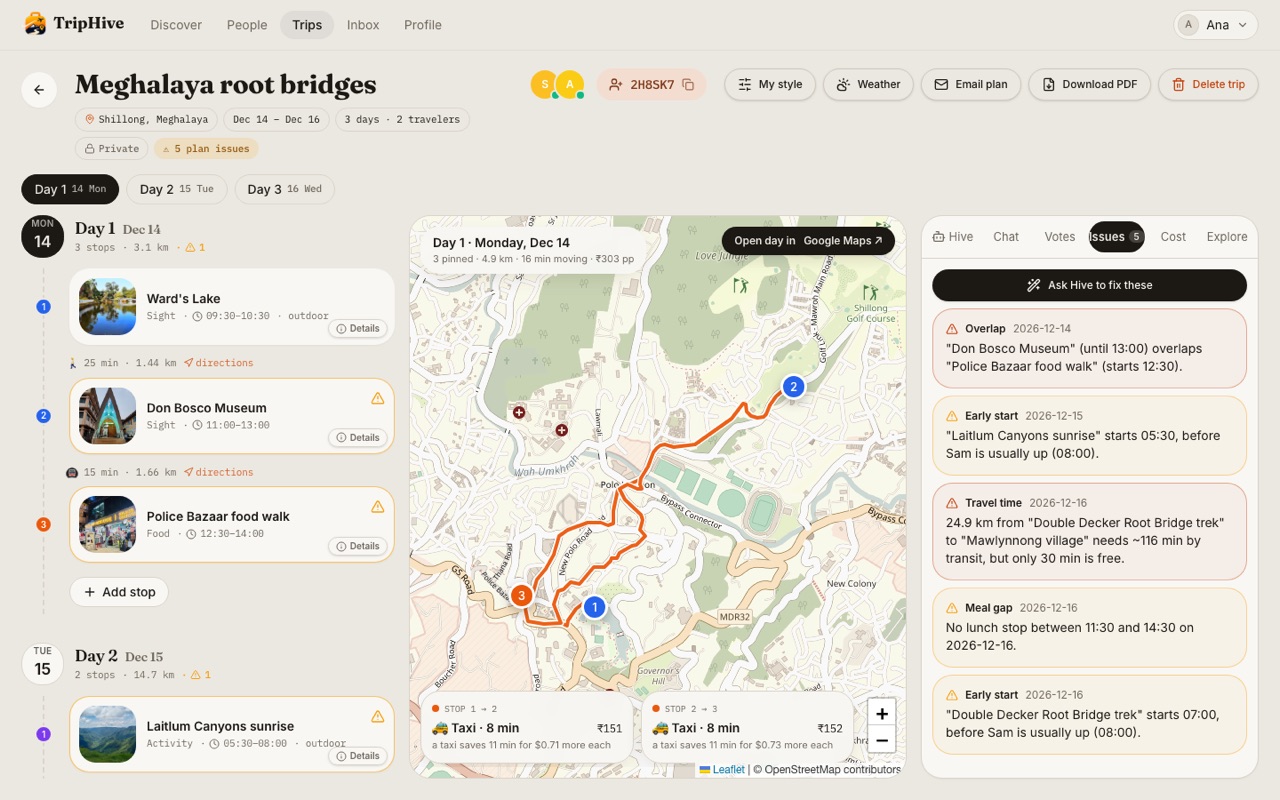 TripHive
Discover
People
Trips
Inbox
Profile
A
Ana
Meghalaya root bridges
S
A
2H8SK7
My style
Weather
Email plan
Download PDF
Delete trip
Shillong, Meghalaya
Dec 14 – Dec 16
3 days · 2 travelers
Private
⚠ 5 plan issues
Day 1 14 Mon
Day 2 15 Tue
Day 3 16 Wed
MON
14
Day 1 Dec 14
3 stops · 3.1 km · ⚠ 1
1
Ward's Lake
Sight · 09:30–10:30 · outdoor
Details
25 min · 1.44 km directions
2
Don Bosco Museum
Sight · 11:00–13:00
Details
15 min · 1.66 km directions
3
Police Bazaar food walk
Food · 12:30–14:00
Details
+ Add stop
TUE
15
Day 2 Dec 15
2 stops · 14.7 km · ⚠ 1
1
Laitlum Canyons sunrise
Activity · 05:30–08:00 · outdoor
Details
Day 1 · Monday, Dec 14
3 pinned · 4.9 km · 16 min moving · ₹303 pp
Open day in Google Maps ↗
Love Jungle
Mawroh Main Road
Golf Link
Shillong
Golf Course
2
Lawmali
Wah Umkhrah
Bypass Connector
New Polo Road
Thana Road
GS Road
3
1
New Colony
MDR32
Boucher Road
Governor's
Hill
STOP 1 → 2
Taxi · 8 min
₹151
a taxi saves 11 min for $0.71 more each
STOP 2 → 3
Taxi · 8 min
₹152
a taxi saves 11 min for $0.73 more each
+
−
Leaflet | © OpenStreetMap contributors
Hive
Chat
Votes
Issues 5
Cost
Explore
Ask Hive to fix these
Overlap 2026-12-14
"Don Bosco Museum" (until 13:00) overlaps
"Police Bazaar food walk" (starts 12:30).
Early start 2026-12-15
"Laitlum Canyons sunrise" starts 05:30, before
Sam is usually up (08:00).
Travel time 2026-12-16
24.9 km from "Double Decker Root Bridge trek"
to "Mawlynnong village" needs ~116 min by
transit, but only 30 min is free.
Meal gap 2026-12-16
No lunch stop between 11:30 and 14:30 on
2026-12-16.
Early start 2026-12-16
"Double Decker Root Bridge trek" starts 07:00,
before Sam is usually up (08:00).